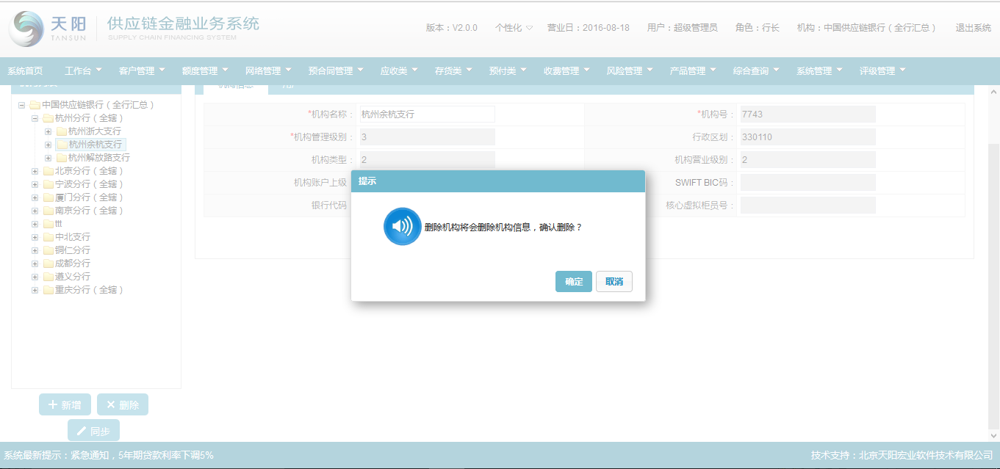 天阳 供应链金融业务系统
TANSUN SUPPLY CHAIN FINANCING SYSTEM
版本：V2.0.0 个性化 营业日：2016-08-18 用户：超级管理员 角色：行长 机构：中国供应链银行（全行汇总） 退出系统
系统首页 工作台 客户管理 额度管理 网络管理 预合同管理 应收类 存货类 预付类 收费管理 风险管理 产品管理 综合查询 系统管理 评级管理
机构信息
中国供应链银行（全行汇总）
杭州分行（全辖）
杭州浙大支行
杭州余杭支行
杭州解放路支行
北京分行（全辖）
宁波分行（全辖）
厦门分行（全辖）
南京分行（全辖）
ttt
中北支行
铜仁分行
成都分行
遵义分行
重庆分行（全辖）
*机构名称： 杭州余杭支行 *机构号： 7743
*机构管理级别： 3 行政区划： 330110
机构类型： 2 机构营业级别： 2
机构账户上级 SWIFT BIC码：
银行代码 核心虚拟柜员号：
提示
删除机构将会删除机构信息，确认删除？
确定 取消
新增 删除
同步
系统最新提示：紧急通知，5年期贷款利率下调5% 技术支持：北京天阳宏业软件技术有限公司